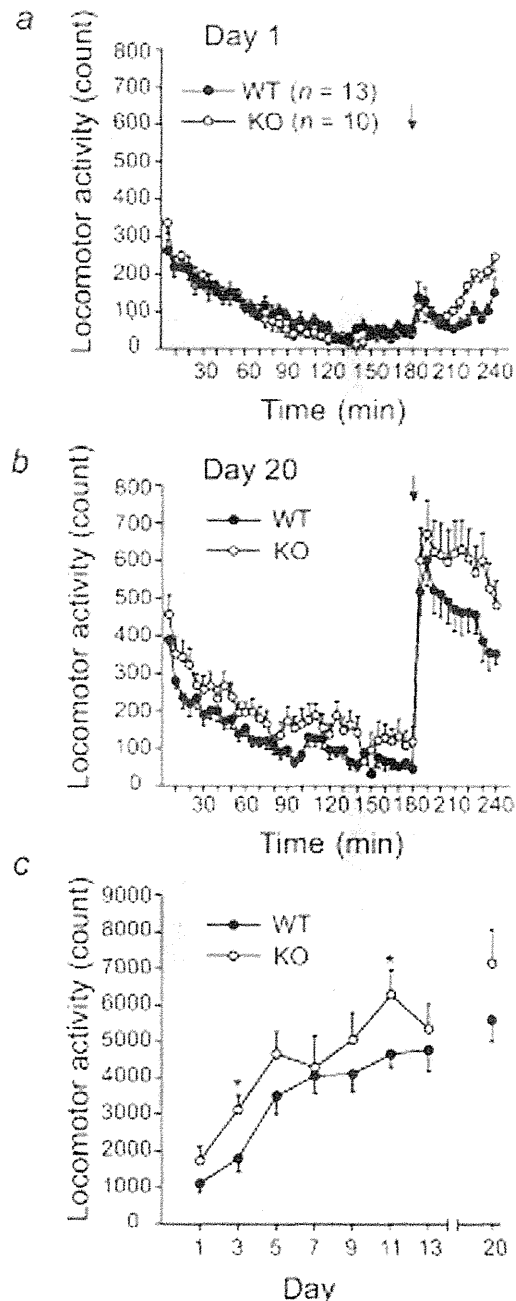 a
Day 1
WT (n = 13)
KO (n = 10)
Locomotor activity (count)
800
700
600
500
400
300
200
100
0
30 60 90 120 150 180 210 240
Time (min)
b
Day 20
WT
KO
Locomotor activity (count)
800
700
600
500
400
300
200
100
0
30 60 90 120 150 180 210 240
Time (min)
c
WT
KO
Locomotor activity (count)
9000
8000
7000
6000
5000
4000
3000
2000
1000
0
* *
1 3 5 7 9 11 13 20
Day